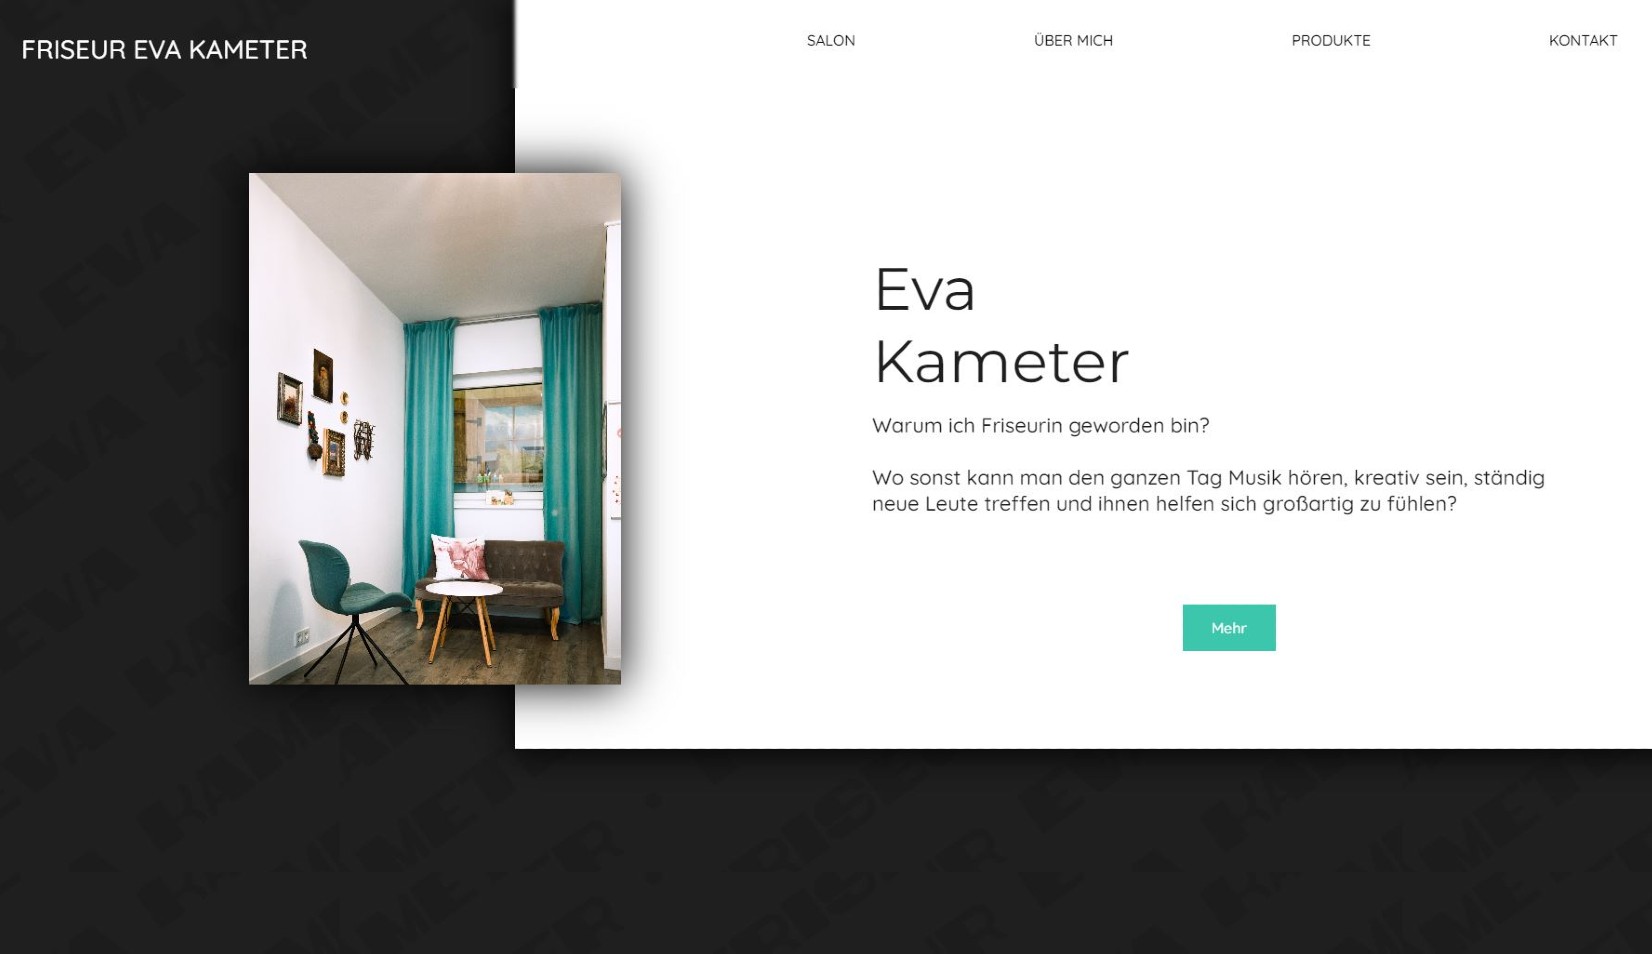 FRISEUR EVA KAMETER
SALON
ÜBER MICH
PRODUKTE
KONTAKT
Eva
Kameter
Warum ich Friseurin geworden bin?
Wo sonst kann man den ganzen Tag Musik hören, kreativ sein, ständig
neue Leute treffen und ihnen helfen sich großartig zu fühlen?
Mehr